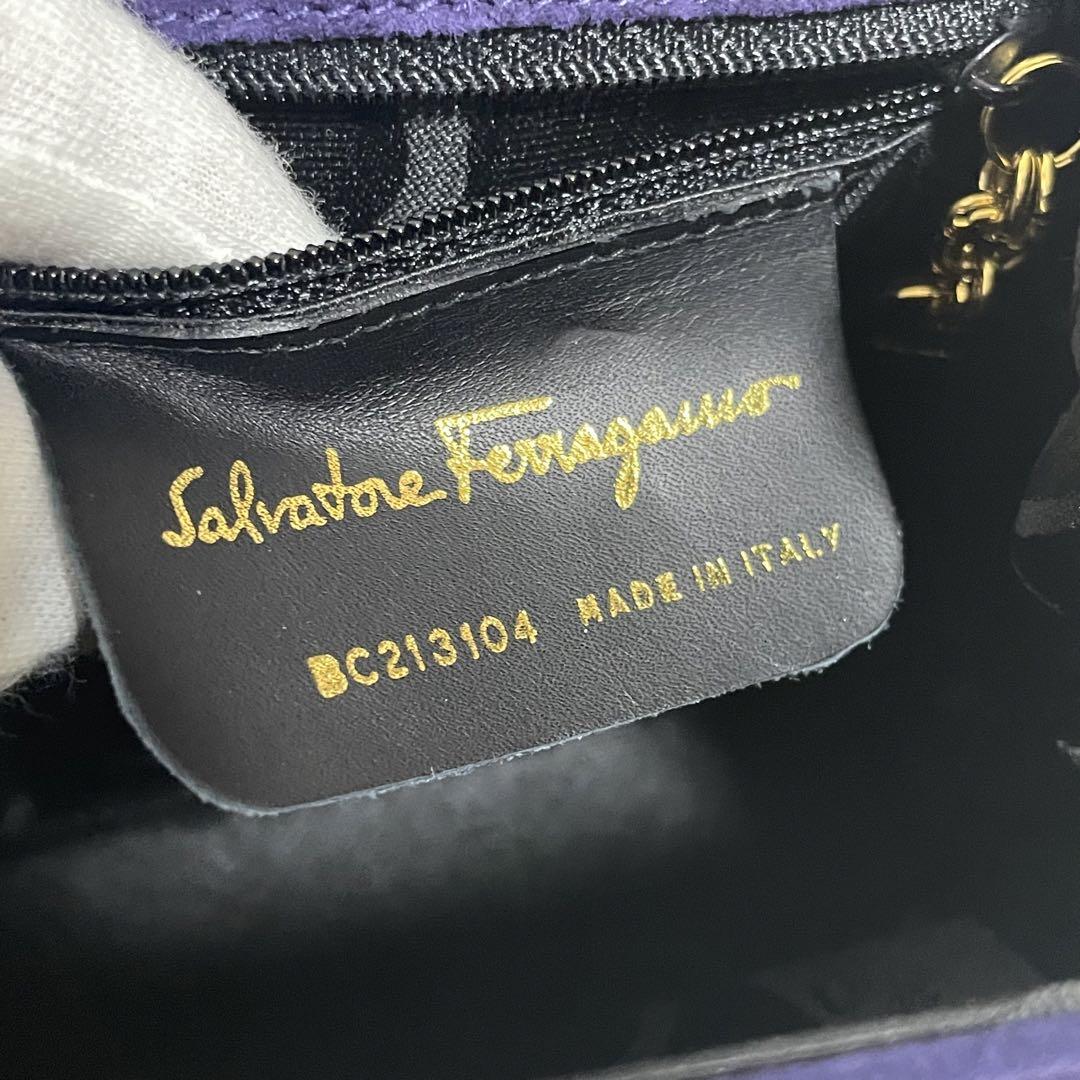 Salvatore Ferragamo
BC213104 MADE IN ITALY